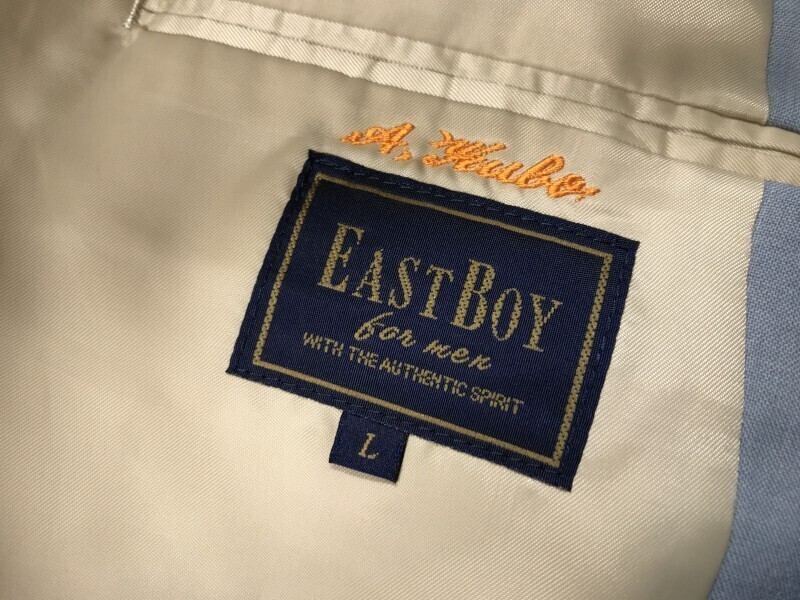 A. Kubo
EASTBOY
for men
WITH THE AUTHENTIC SPIRIT
L